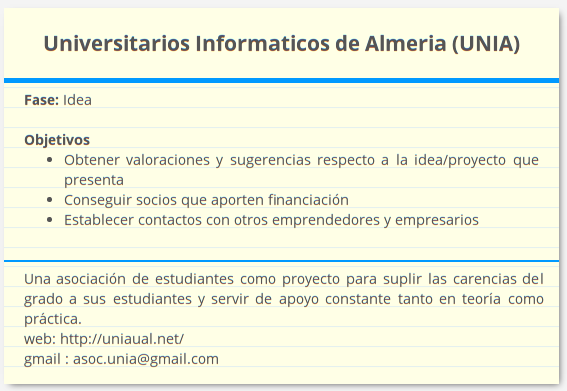 Universitarios Informaticos de Almeria (UNIA)
Fase: Idea
Objetivos
• Obtener valoraciones y sugerencias respecto a la idea/proyecto que
presenta
• Conseguir socios que aporten financiación
• Establecer contactos con otros emprendedores y empresarios
Una asociación de estudiantes como proyecto para suplir las carencias del
grado a sus estudiantes y servir de apoyo constante tanto en teoría como
práctica.
web: http://uniaual.net/
gmail : asoc.unia@gmail.com